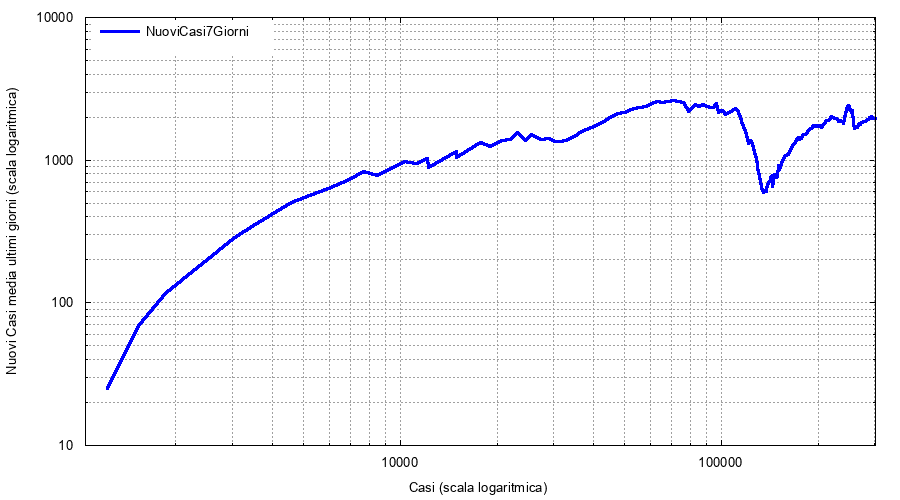 NuoviCasi7Giorni
10000
1000
100
10
Nuovi Casi media ultimi giorni (scala logaritmica)
10000
100000
Casi (scala logaritmica)